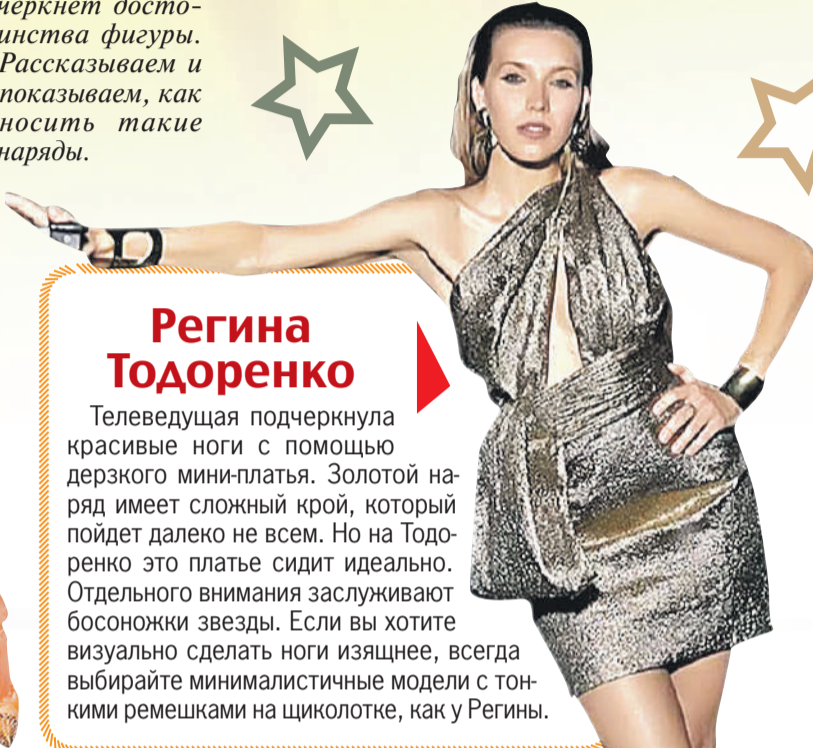 черкнет досто-
инства фигуры.
Рассказываем и
показываем, как
носить такие
наряды.
Регина
Тодоренко
Телеведущая подчеркнула
красивые ноги с помощью
дерзкого мини-платья. Золотой на-
ряд имеет сложный крой, который
пойдет далеко не всем. Но на Тодо-
ренко это платье сидит идеально.
Отдельного внимания заслуживают
босоножки звезды. Если вы хотите
визуально сделать ноги изящнее, всегда
выбирайте минималистичные модели с тон-
кими ремешками на щиколотке, как у Регины.